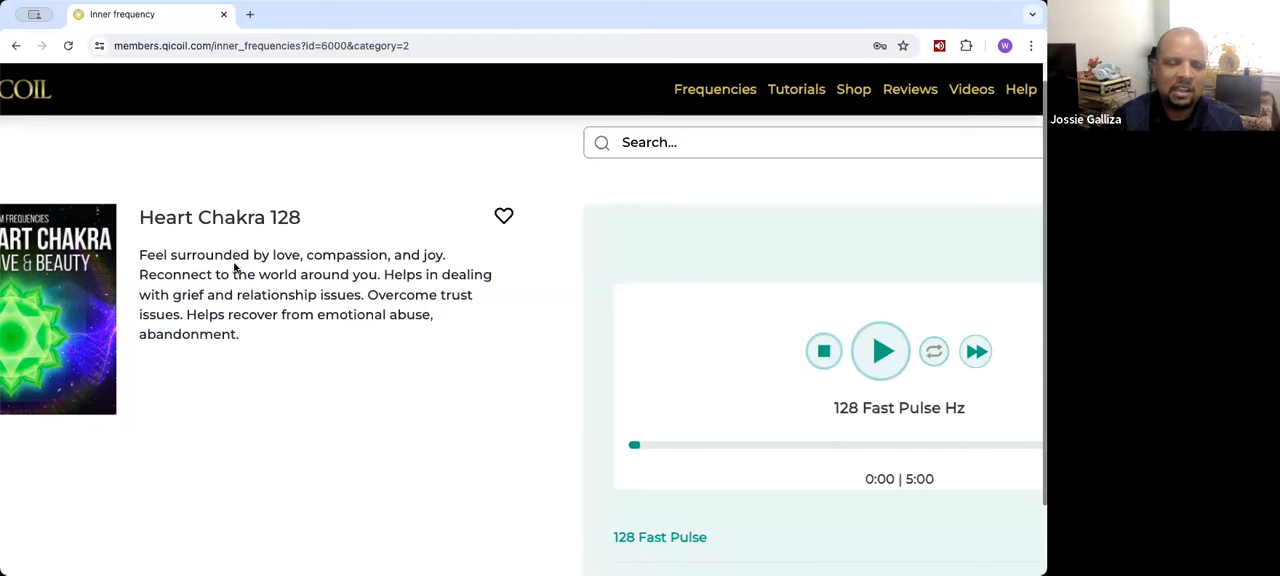 Inner frequency
members.qicoil.com/inner_frequencies?id=6000&category=2
W
COIL
Frequencies Tutorials Shop Reviews Videos Help
Jossie Galliza
Search...
M FREQUENCIES
ART CHAKRA
VE & BEAUTY
Heart Chakra 128
Feel surrounded by love, compassion, and joy.
Reconnect to the world around you. Helps in dealing
with grief and relationship issues. Overcome trust
issues. Helps recover from emotional abuse,
abandonment.
128 Fast Pulse Hz
0:00 | 5:00
128 Fast Pulse